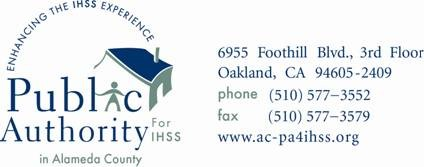 ENHANCING THE IHSS EXPERIENCE
Public
Authority For IHSS
in Alameda County
6955 Foothill Blvd., 3rd Floor
Oakland, CA 94605-2409
phone (510) 577–3552
fax (510) 577–3579
www.ac-pa4ihss.org